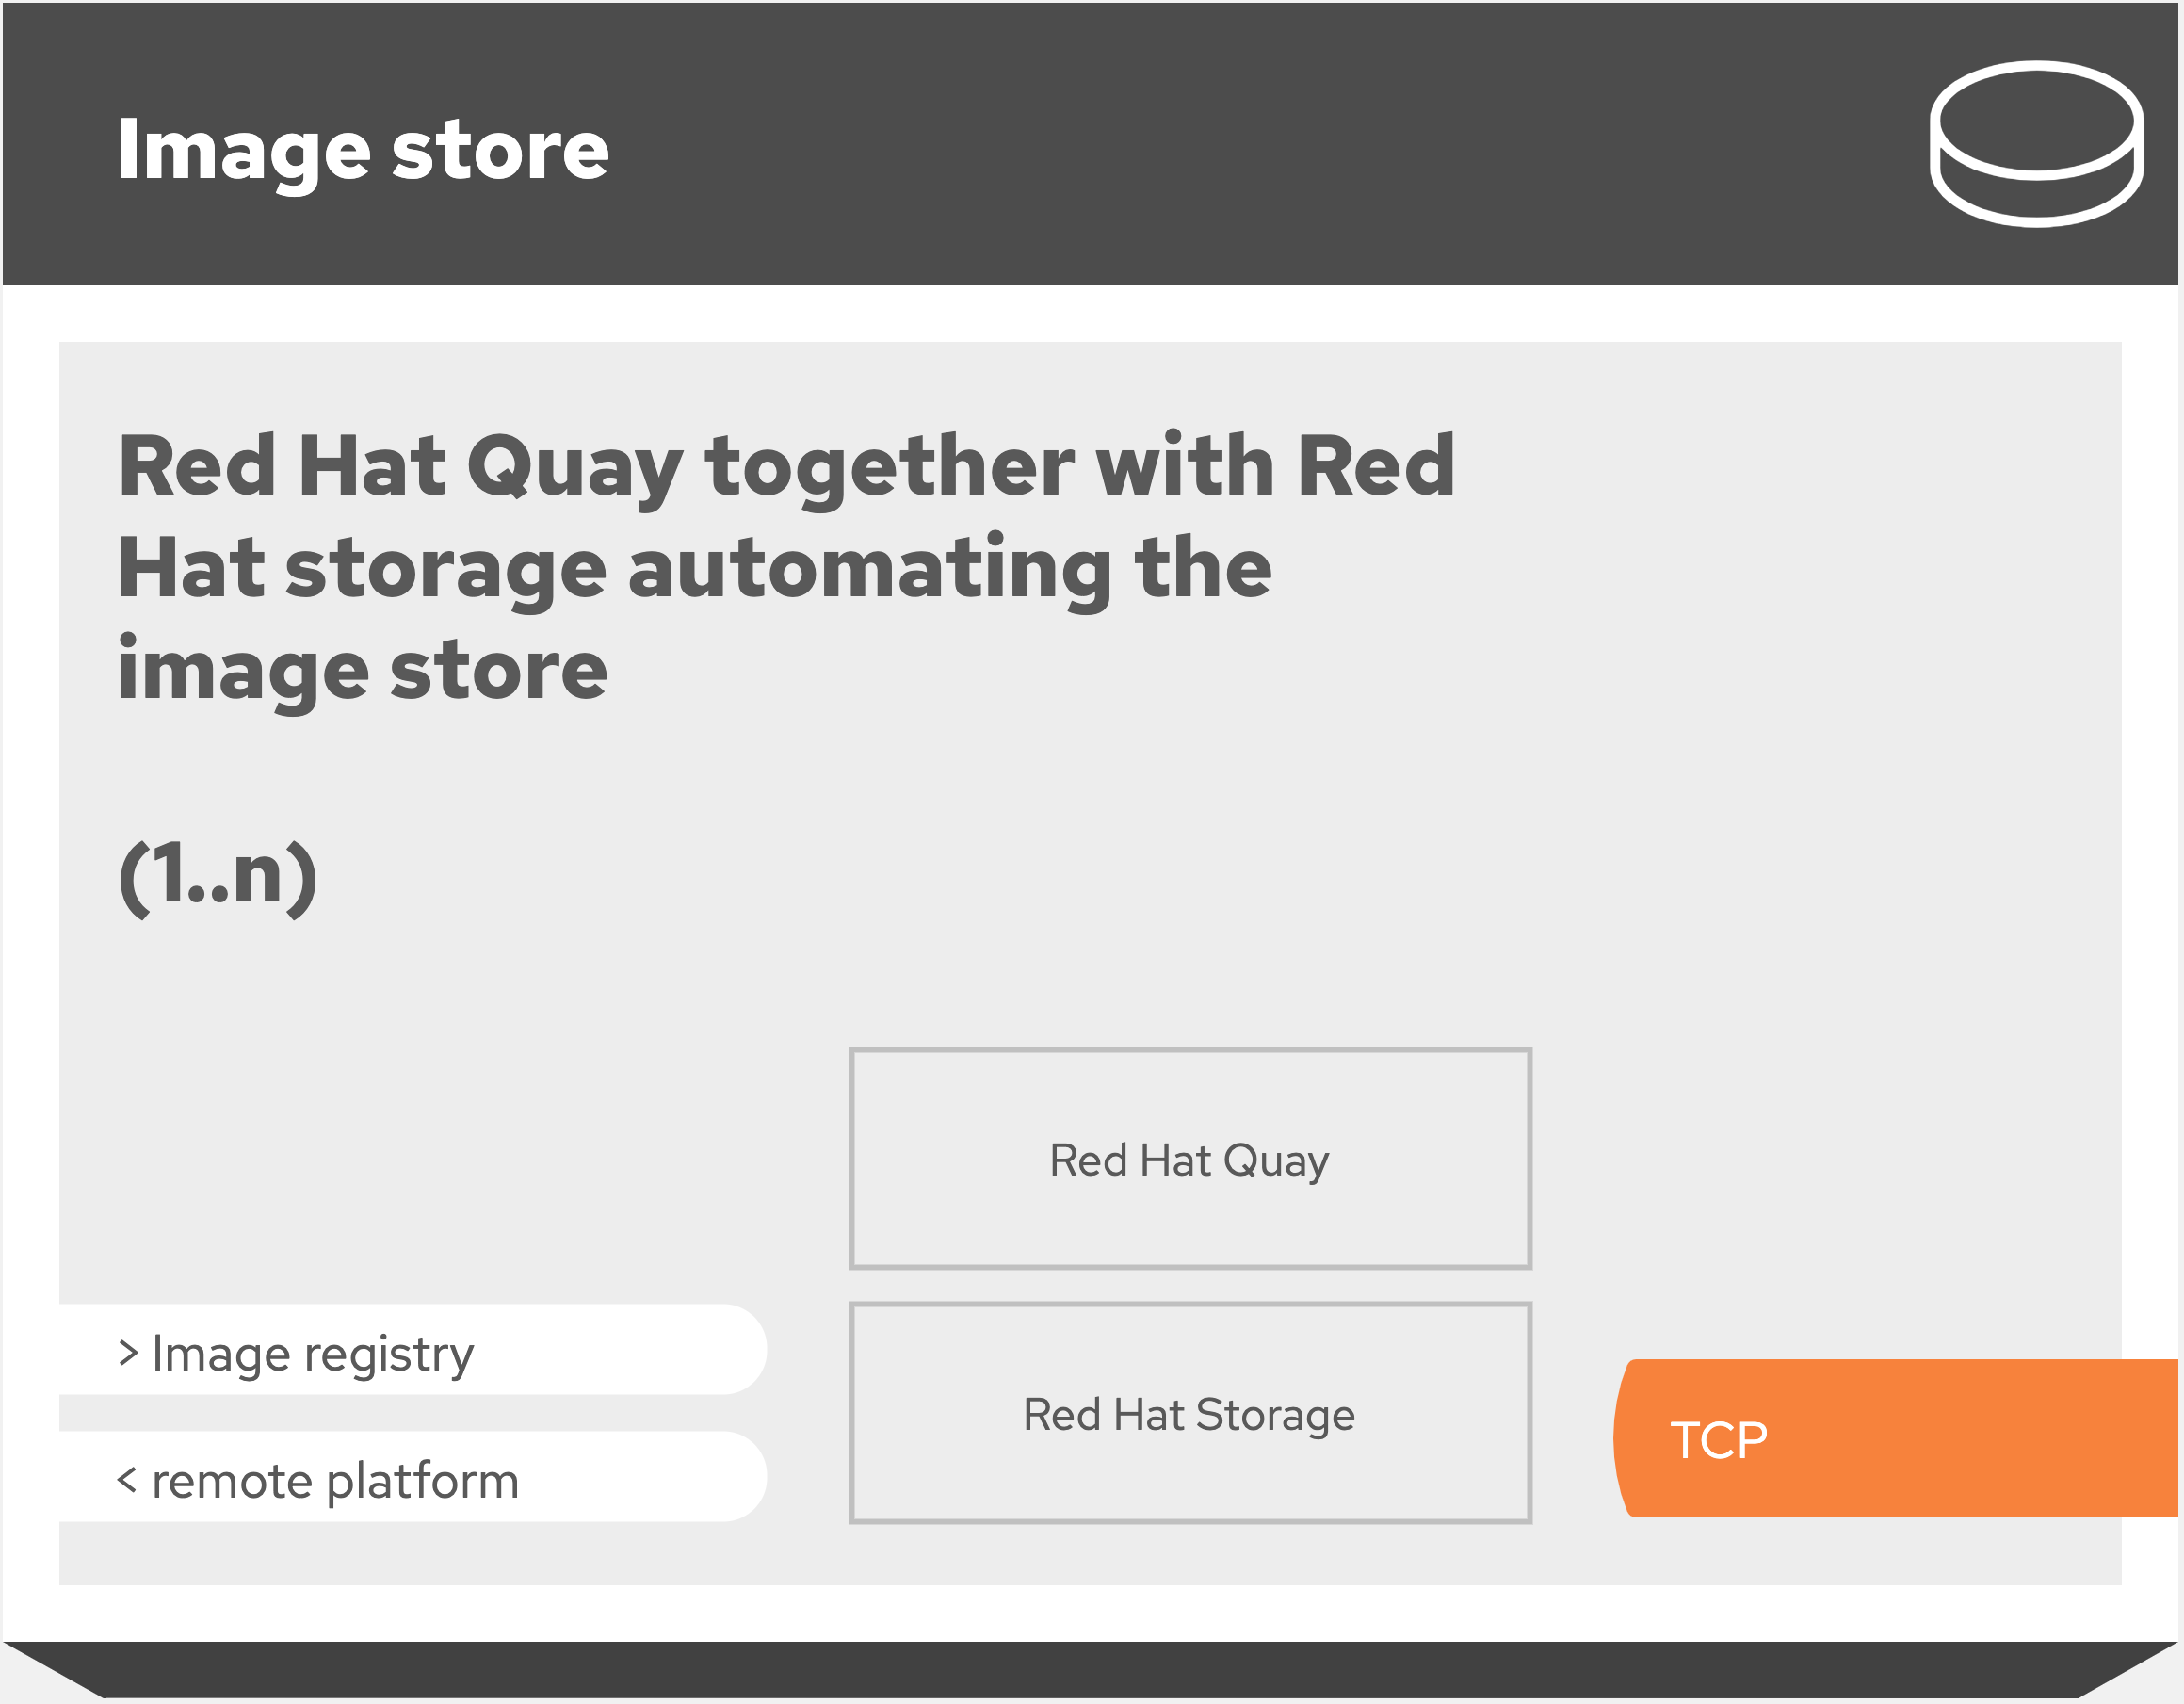 Image store
Red Hat Quay together with Red
Hat storage automating the
image store
(1..n)
Red Hat Quay
> Image registry
< remote platform
Red Hat Storage
TCP